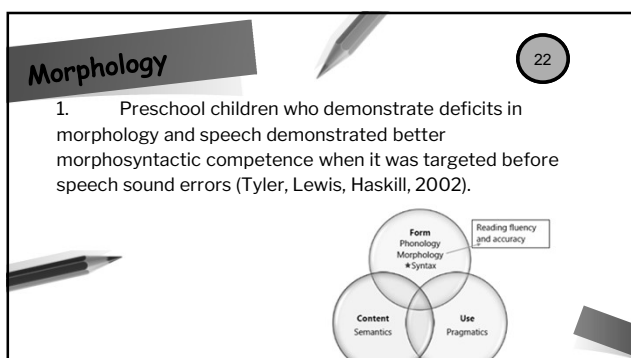 Morphology
22
1. Preschool children who demonstrate deficits in
morphology and speech demonstrated better
morphosyntactic competence when it was targeted before
speech sound errors (Tyler, Lewis, Haskill, 2002).
Form
Phonology
Morphology
★Syntax
Reading fluency
and accuracy
Content
Semantics
Use
Pragmatics